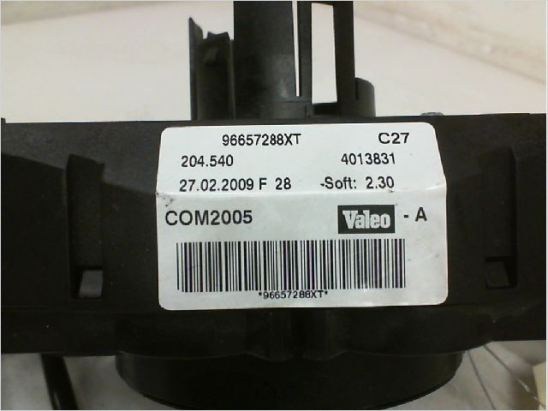 96657288XT C27
204.540 4013831
27.02.2009 F 28 -Soft: 2.30
COM2005 Valeo - A
*96657288XT*